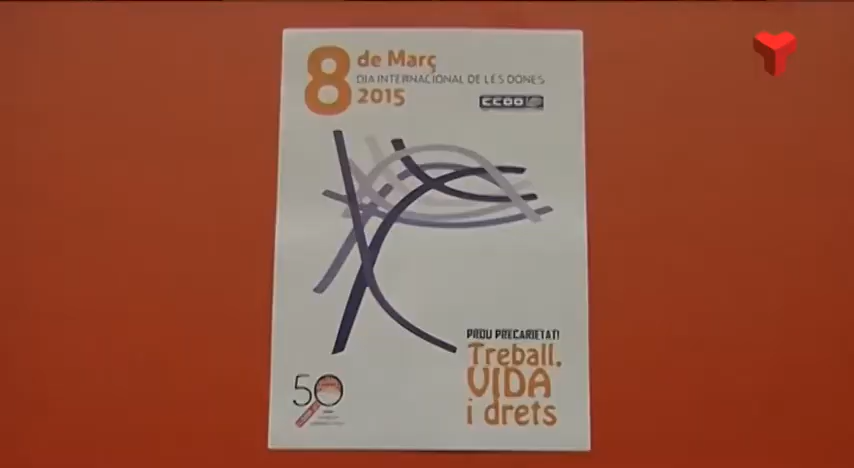 8 de Març
DIA INTERNACIONAL DE LES DONES
2015
CCOO
PROU PRECARIETAT!
Treball,
VIDA
i drets
50